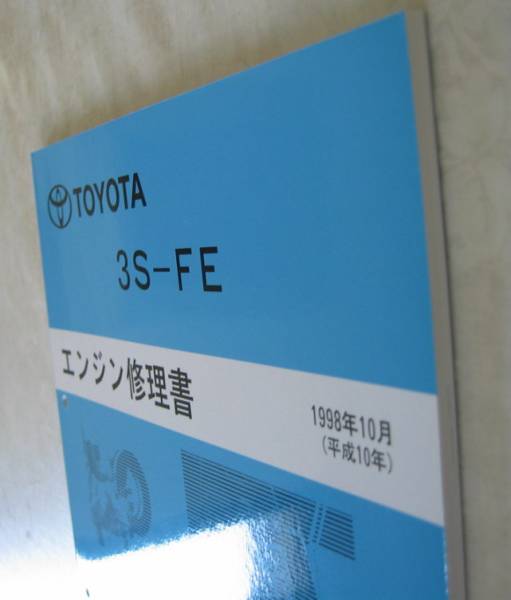 TOYOTA
3S-FE
エンジン修理書
1998年10月
(平成10年)